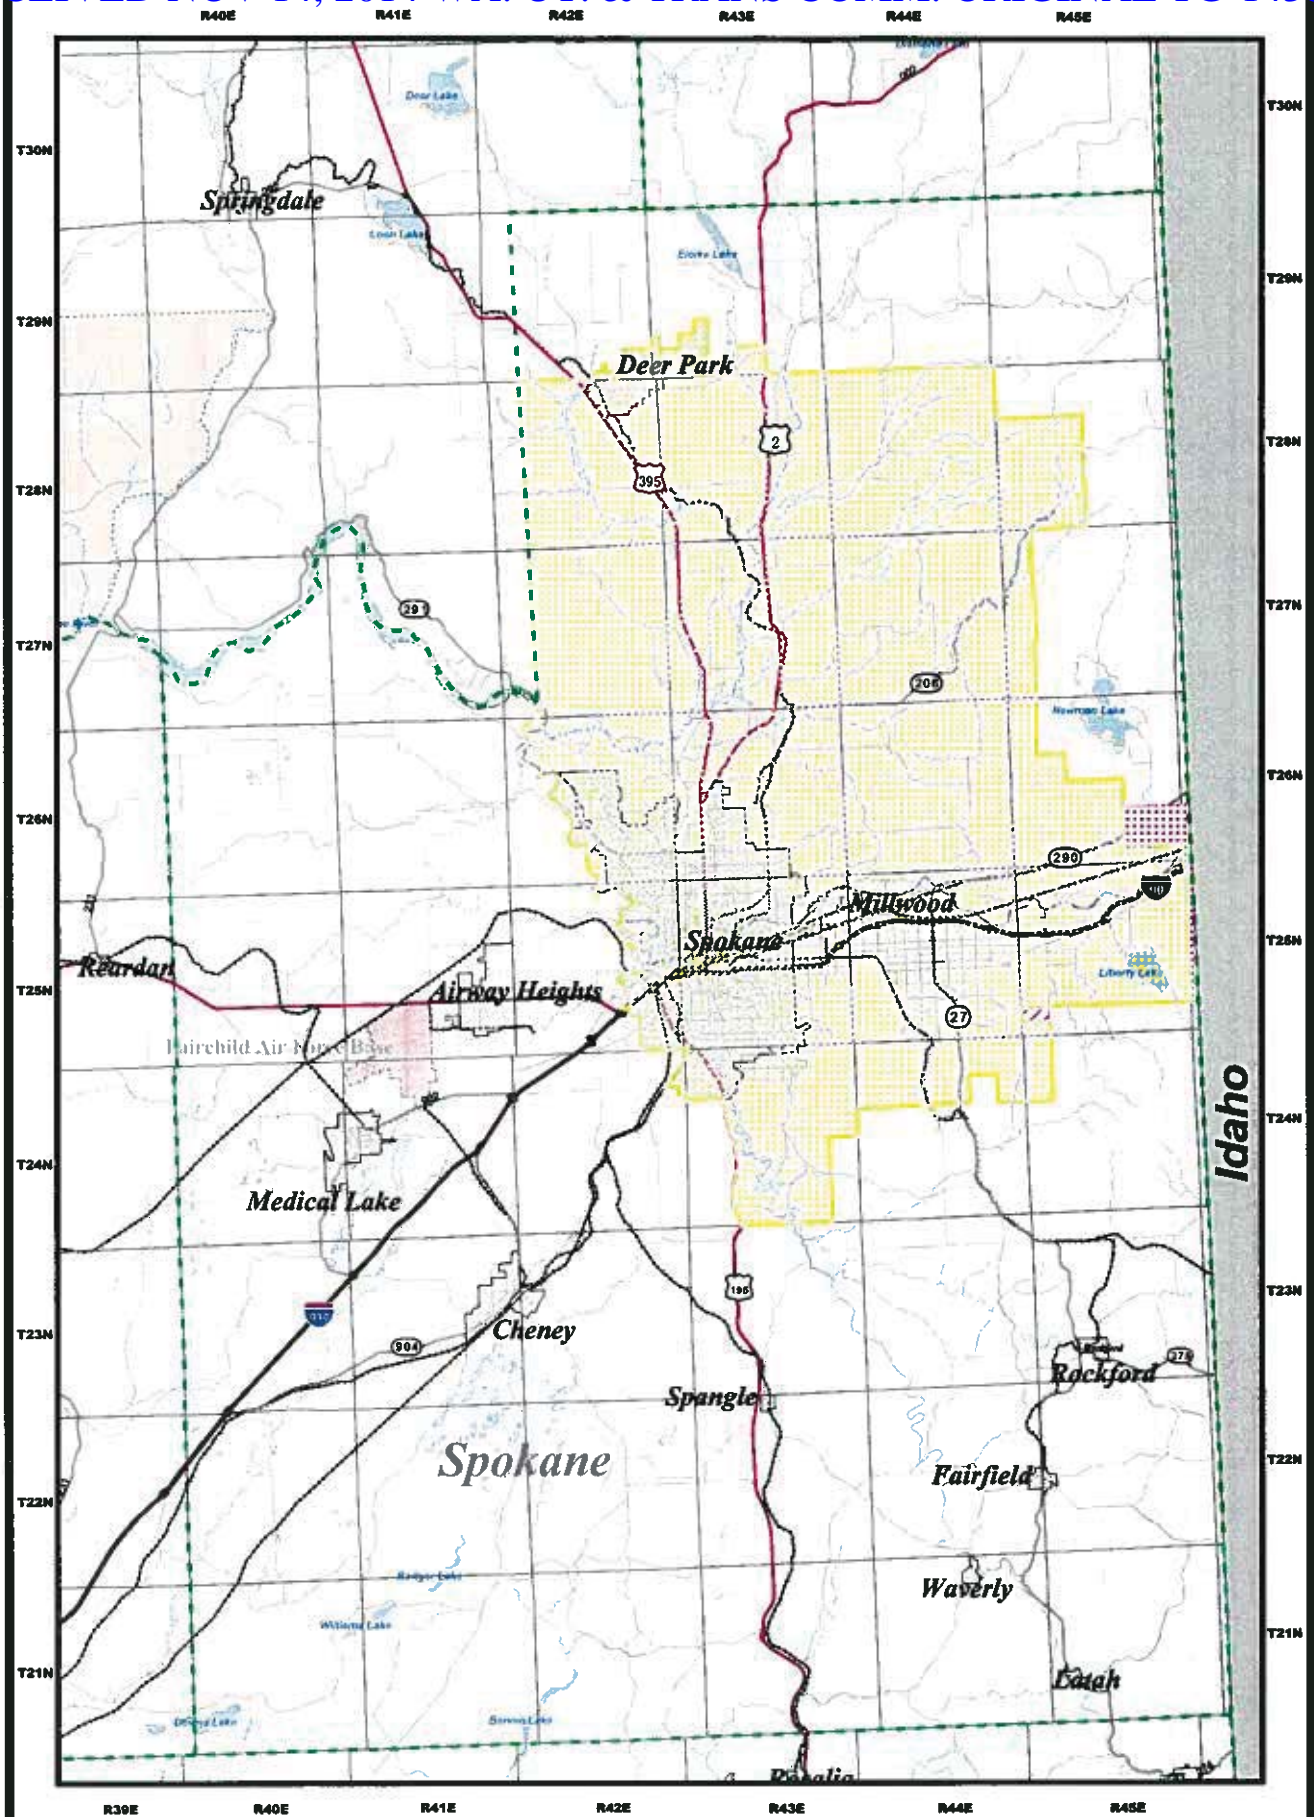 R40E R41E R42E R43E R44E R45E
Deer Lake
T30N
T30N
Springdale
Loon Lake
Eloika Lake
T29N
T29N
Deer Park
2
T28N
395
T28N
291
T27N
T27N
206
Newman Lake
T26N
T26N
290
90
Millwood
Spokane
T25N
Reardan
Liberty Lake
Airway Heights
T25N
27
Fairchild Air Force Base
Idaho
T24N
T24N
Medical Lake
195
T23N
T23N
Cheney
904
Rockford
Spangle
Spokane
T22N
Fairfield
T22N
Badger Lake
Waverly
Williams Lake
T21N
T21N
Latah
Bonnie Lake
Rosalia
R39E R40E R41E R42E R43E R44E R45E